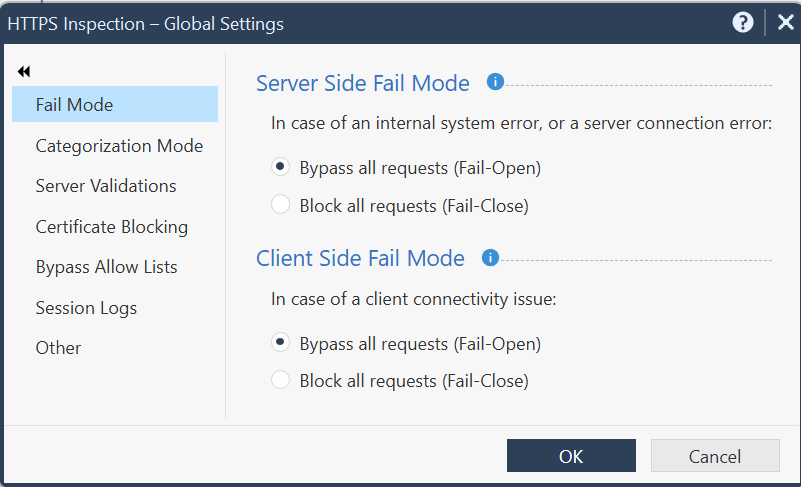 HTTPS Inspection – Global Settings
Fail Mode
Categorization Mode
Server Validations
Certificate Blocking
Bypass Allow Lists
Session Logs
Other
Server Side Fail Mode
In case of an internal system error, or a server connection error:
Bypass all requests (Fail-Open)
Block all requests (Fail-Close)
Client Side Fail Mode
In case of a client connectivity issue:
Bypass all requests (Fail-Open)
Block all requests (Fail-Close)
OK
Cancel